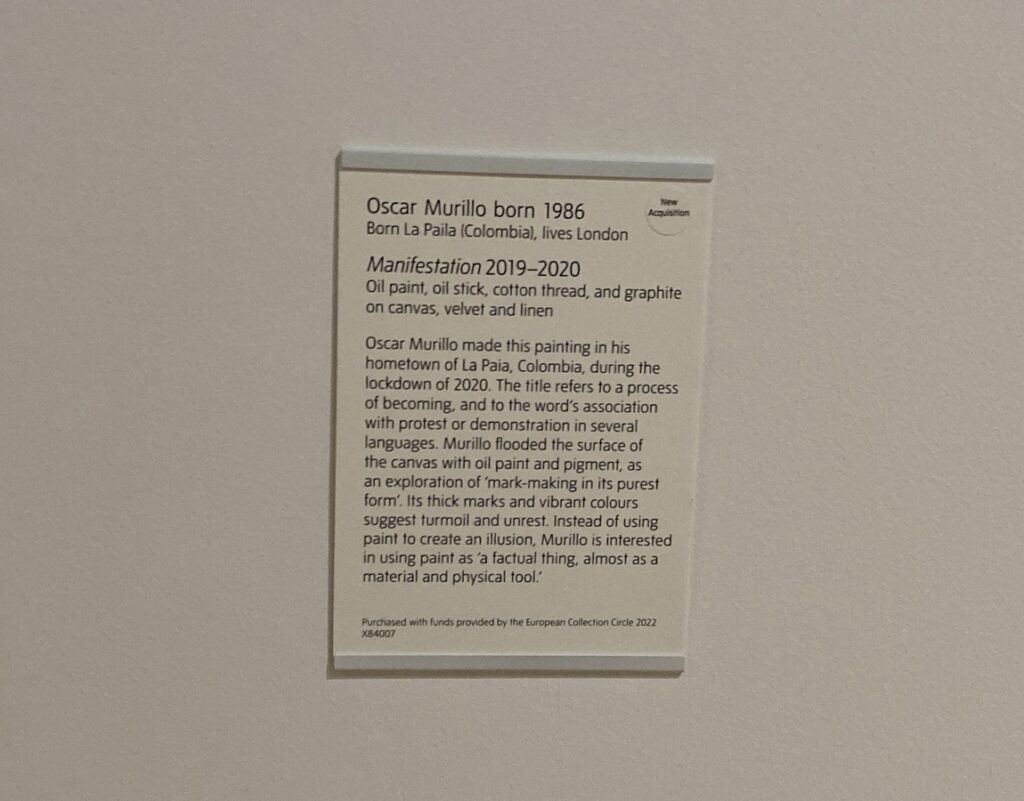 Oscar Murillo born 1986
New
Acquisition
Born La Paila (Colombia), lives London
Manifestation 2019–2020
Oil paint, oil stick, cotton thread, and graphite
on canvas, velvet and linen
Oscar Murillo made this painting in his
hometown of La Paia, Colombia, during the
lockdown of 2020. The title refers to a process
of becoming, and to the word's association
with protest or demonstration in several
languages. Murillo flooded the surface of
the canvas with oil paint and pigment, as
an exploration of ‘mark-making in its purest
form’. Its thick marks and vibrant colours
suggest turmoil and unrest. Instead of using
paint to create an illusion, Murillo is interested
in using paint as ‘a factual thing, almost as a
material and physical tool.’
Purchased with funds provided by the European Collection Circle 2022
X84007